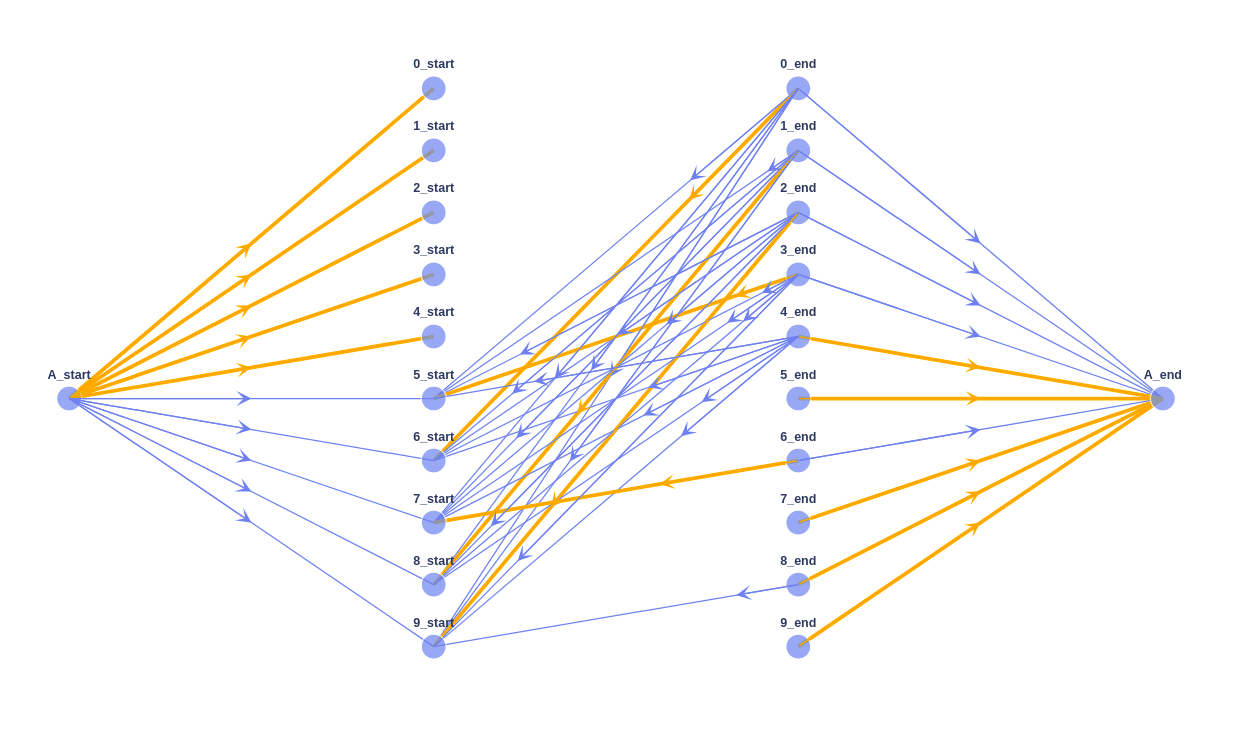 0_start
0_end
1_start
1_end
2_start
2_end
3_start
3_end
4_start
4_end
A_start
5_start
5_end
A_end
6_start
6_end
7_start
7_end
8_start
8_end
9_start
9_end